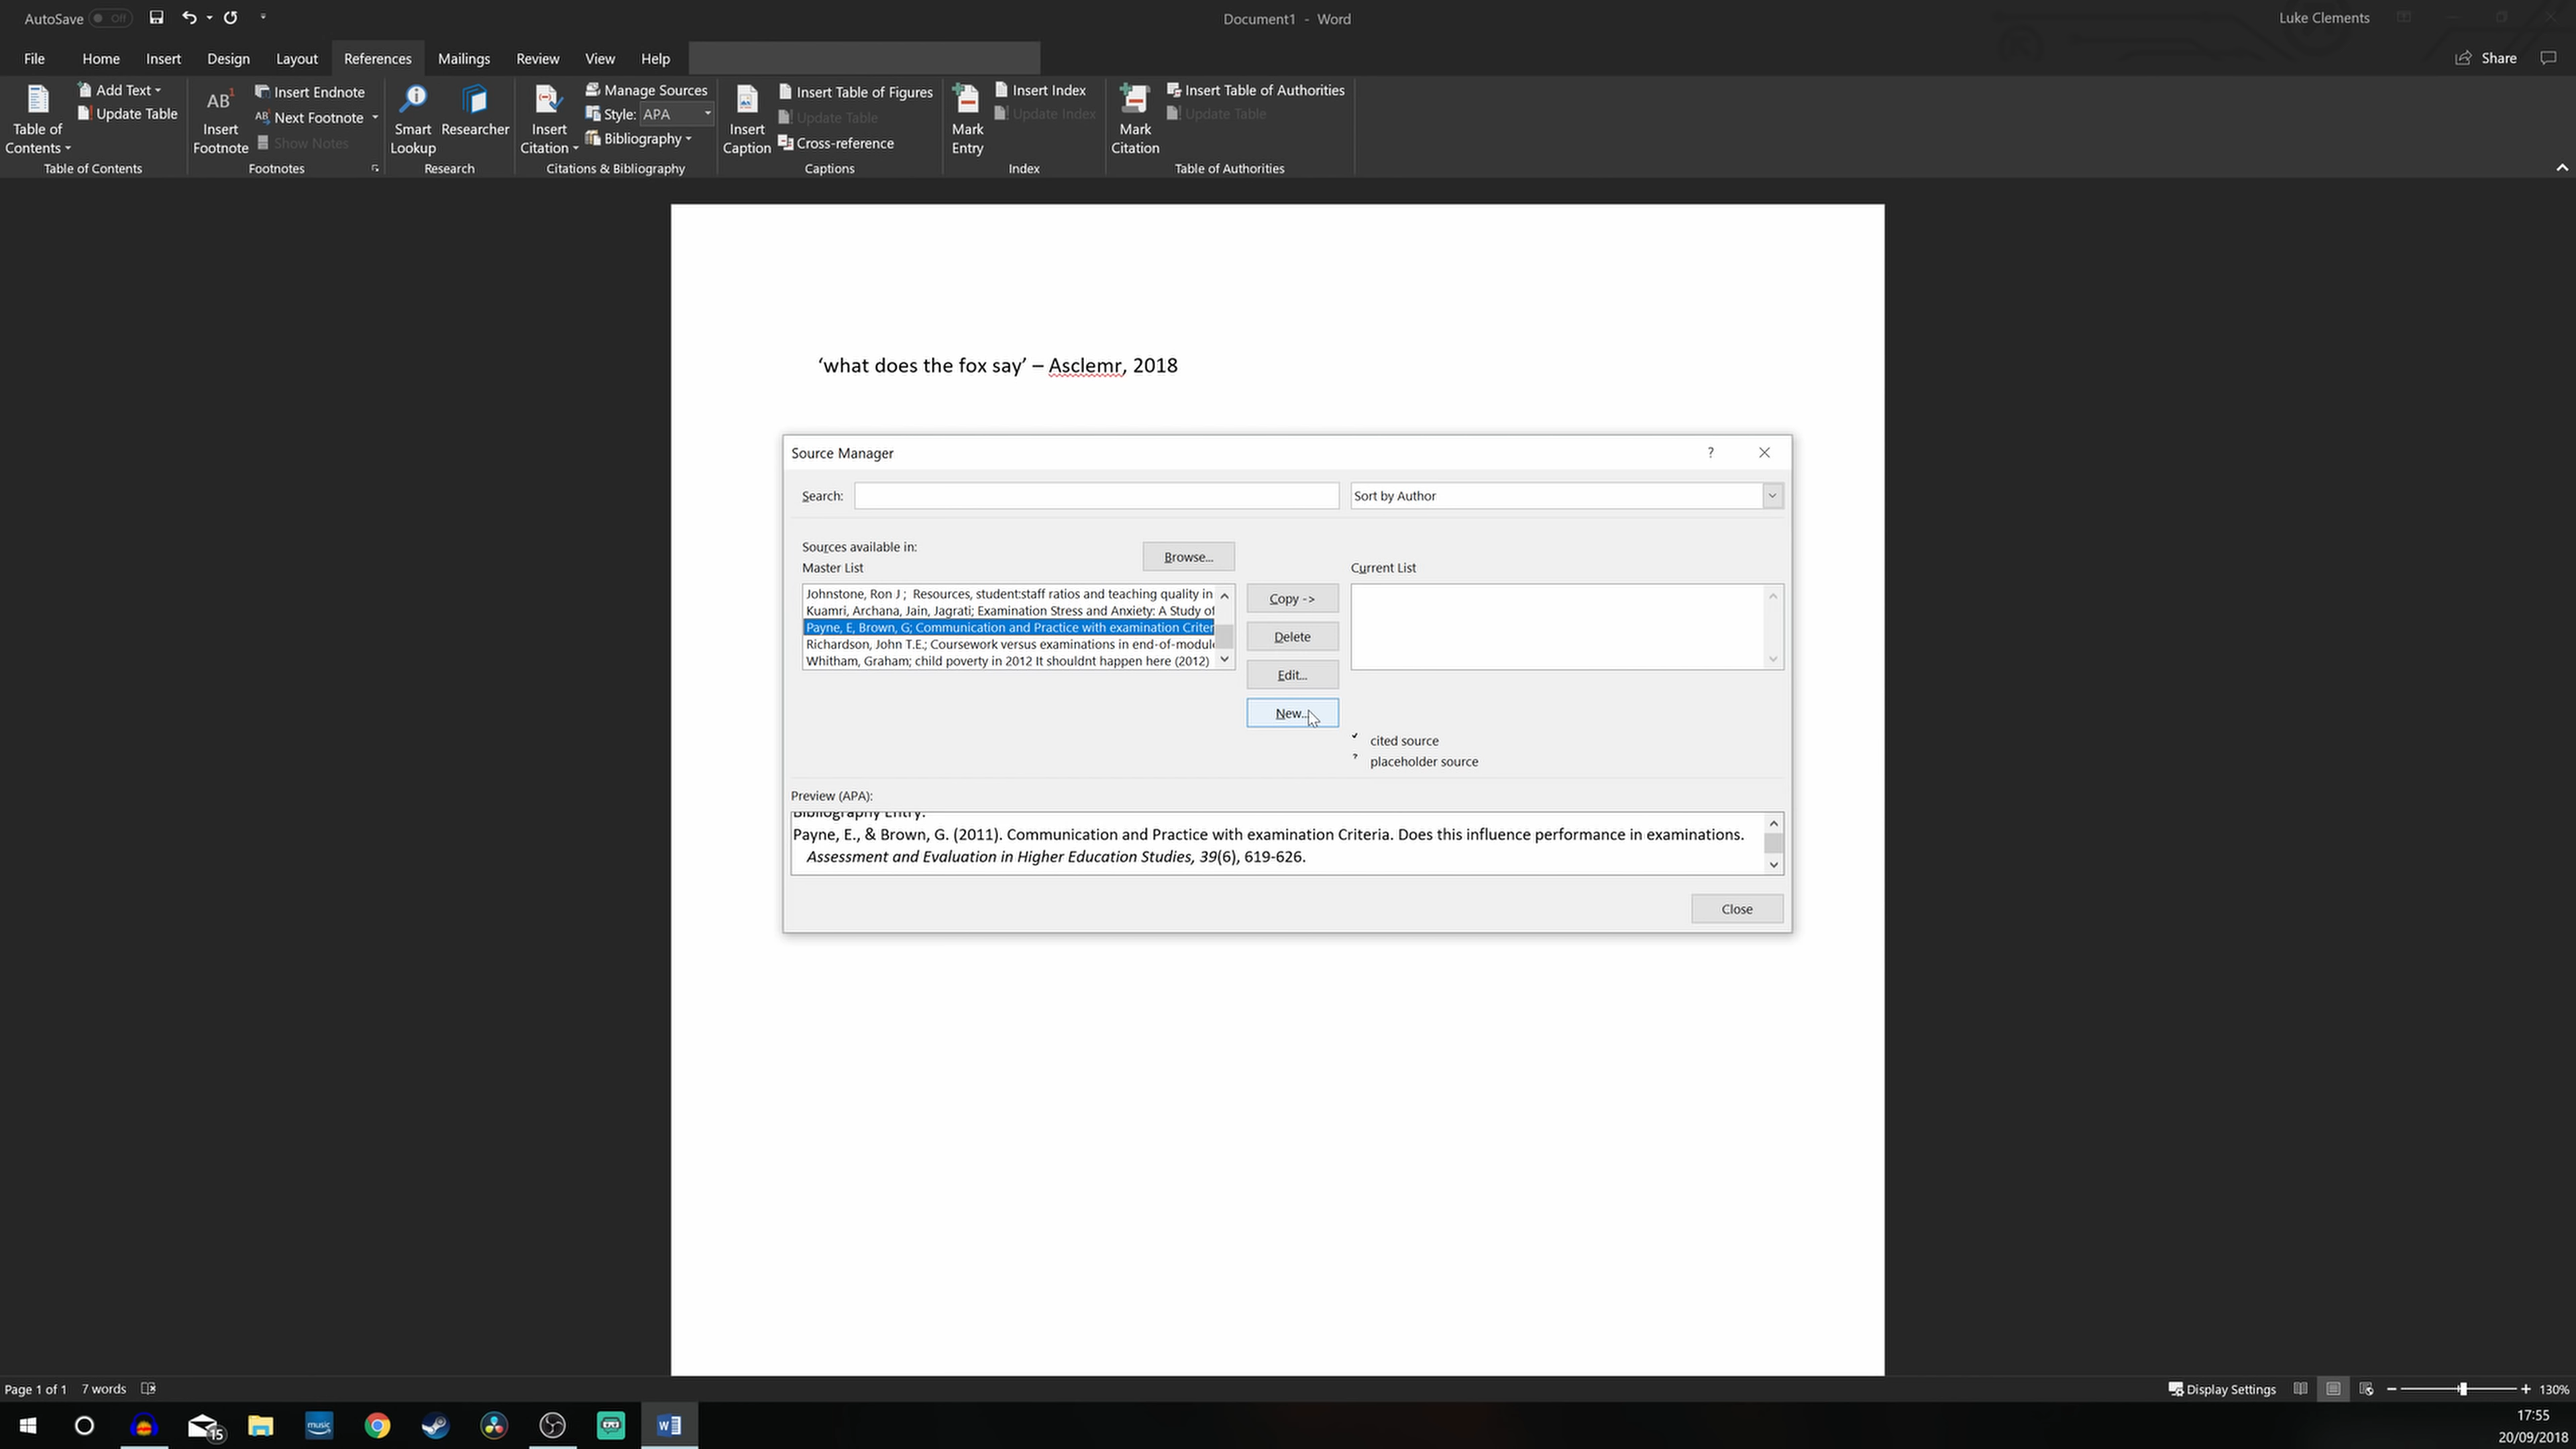 AutoSave Off
Document1 - Word
Luke Clements
File Home Insert Design Layout References Mailings Review View Help
Share
Table of Contents
Add Text
Update Table
Table of Contents
AB1 Insert Footnote
Insert Endnote
AB Next Footnote
Show Notes
Footnotes
Smart Lookup
Researcher
Research
Insert Citation
Manage Sources
Style: APA
Bibliography
Citations & Bibliography
Insert Caption
Insert Table of Figures
Update Table
Cross-reference
Captions
Mark Entry
Insert Index
Update Index
Index
Mark Citation
Insert Table of Authorities
Update Table
Table of Authorities
‘what does the fox say’ – Asclemr, 2018
Source Manager
?
Search:
Sort by Author
Sources available in:
Master List
Browse...
Current List
Johnstone, Ron J ; Resources, student:staff ratios and teaching quality in
Kuamri, Archana, Jain, Jagrati; Examination Stress and Anxiety: A Study of
Payne, E, Brown, G; Communication and Practice with examination Criter
Richardson, John T.E.; Coursework versus examinations in end-of-module
Whitham, Graham; child poverty in 2012 It shouldnt happen here (2012)
Copy ->
Delete
Edit...
New...
✓ cited source
? placeholder source
Preview (APA):
Bibliography Entry:
Payne, E., & Brown, G. (2011). Communication and Practice with examination Criteria. Does this influence performance in examinations.
Assessment and Evaluation in Higher Education Studies, 39(6), 619-626.
Close
Page 1 of 1 7 words
Display Settings
130%
15
music
W
17:55
20/09/2018